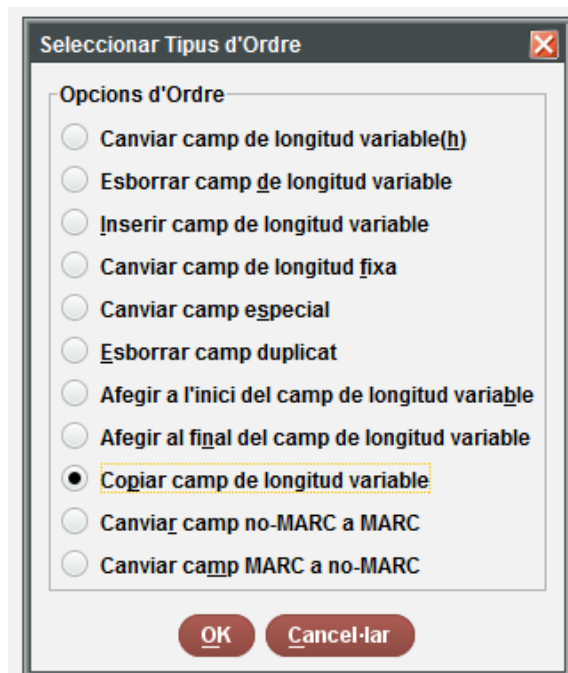 Seleccionar Tipus d'Ordre
Opcions d'Ordre
Canviar camp de longitud variable(h)
Esborrar camp de longitud variable
Inserir camp de longitud variable
Canviar camp de longitud fixa
Canviar camp especial
Esborrar camp duplicat
Afegir a l'inici del camp de longitud variable
Afegir al final del camp de longitud variable
Copiar camp de longitud variable
Canviar camp no-MARC a MARC
Canviar camp MARC a no-MARC
OK Cancel·lar